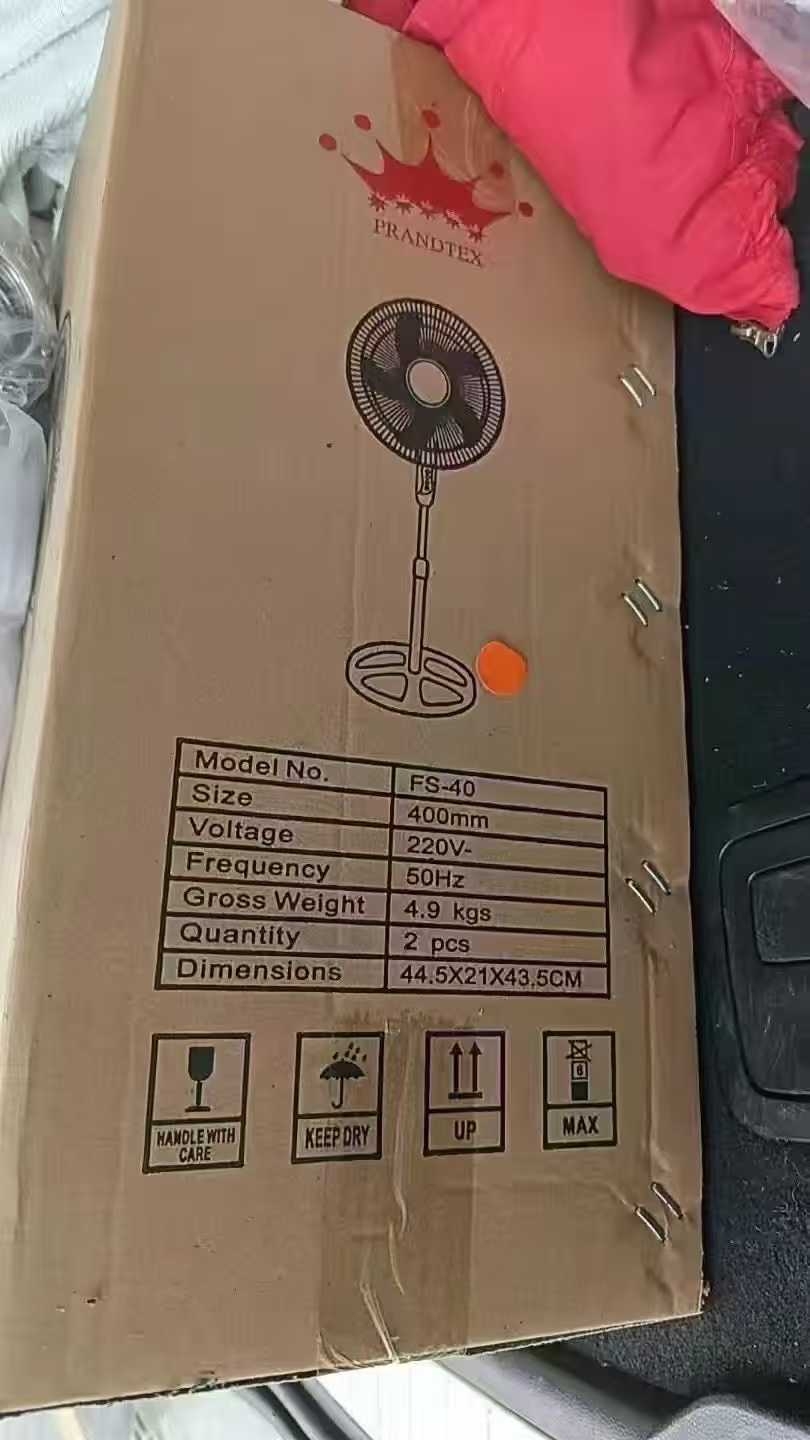 PRANDTEX
Model No. FS-40
Size 400mm
Voltage 220V~
Frequency 50Hz
Gross Weight 4.9 kgs
Quantity 2 pcs
Dimensions 44.5X21X43.5CM
HANDLE WITH CARE
KEEP DRY
UP
6
MAX